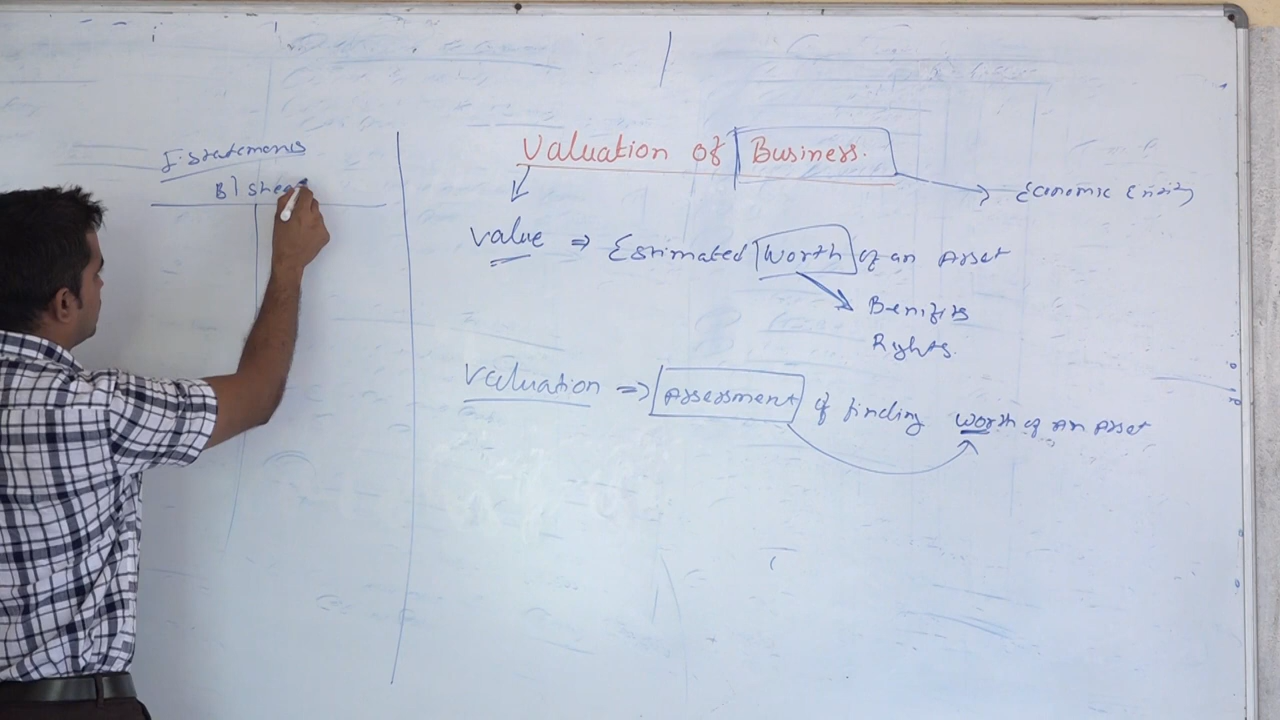 F. Statements
B/Sheet
Valuation of Business.
Economic Entity
Value ⇒ Estimated Worth of an Asset
Benifits
Rights.
Valuation ⇒ Assessment of finding worth of An Asset